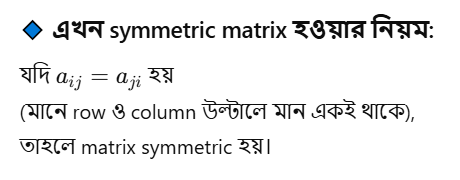 🔷 এখন symmetric matrix হওয়ার নিয়ম:
যদি aᵢⱼ = aⱼᵢ হয়
(মানে row ও column উল্টালে মান একই থাকে),
তাহলে matrix symmetric হয়।